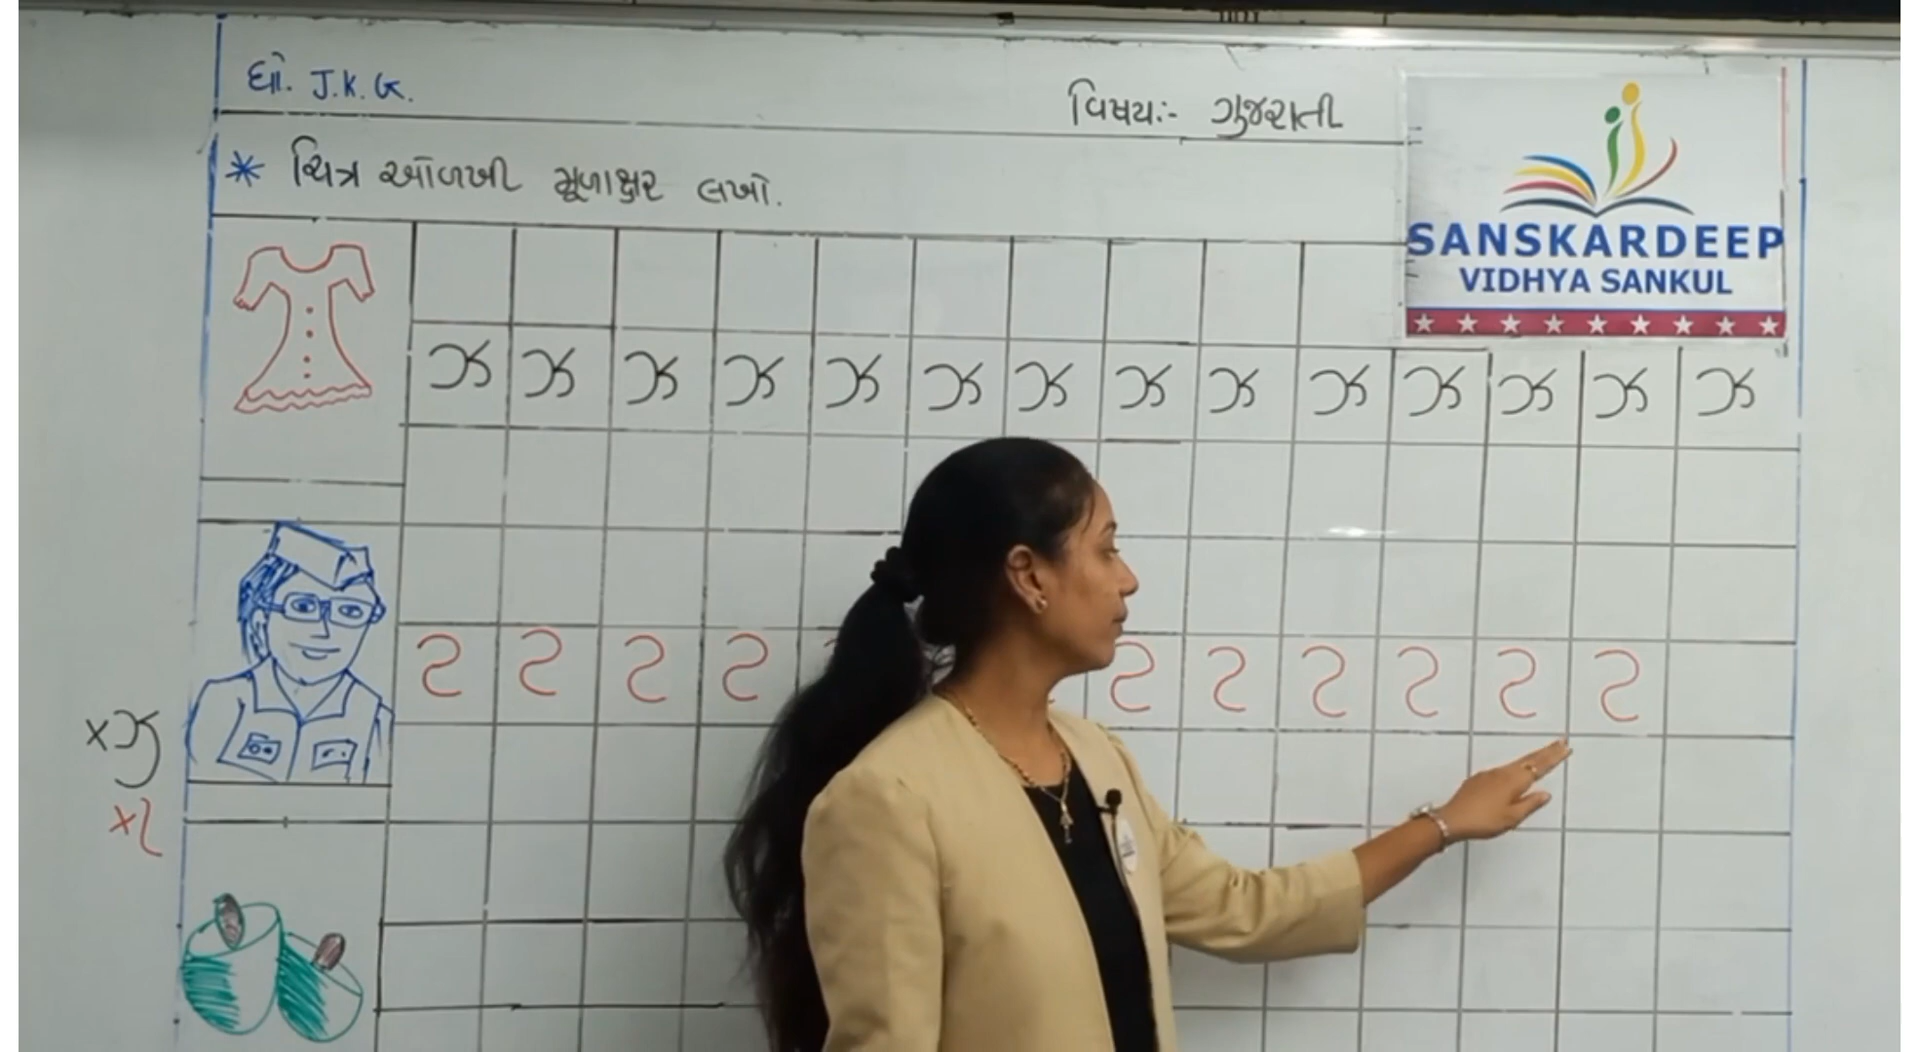 ધો. J.K.G.
વિષય:- ગુજરાતી
* ચિત્ર ઓળખી મૂળાક્ષર લખો.
SANSKARDEEP
VIDHYA SANKUL
ઝ ઝ ઝ ઝ ઝ ઝ ઝ ઝ ઝ ઝ ઝ ઝ ઝ ઝ
ટ ટ ટ ટ ટ ટ ટ ટ ટ ટ